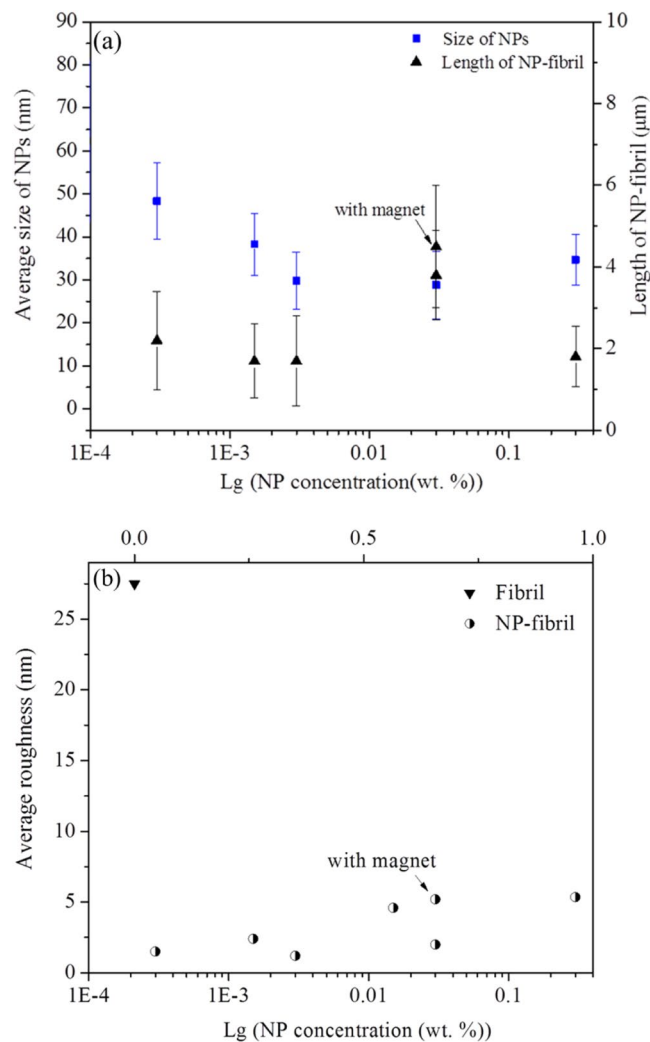 (a)
Size of NPs
Length of NP-fibril
with magnet
Average size of NPs (nm)
90
80
70
60
50
40
30
20
10
0
Length of NP-fibril (μm)
10
8
6
4
2
0
1E-4
1E-3
0.01
0.1
Lg (NP concentration(wt. %))
0.0
0.5
1.0
(b)
Fibril
NP-fibril
with magnet
Average roughness (nm)
25
20
15
10
5
0
1E-4
1E-3
0.01
0.1
Lg (NP concentration (wt. %))